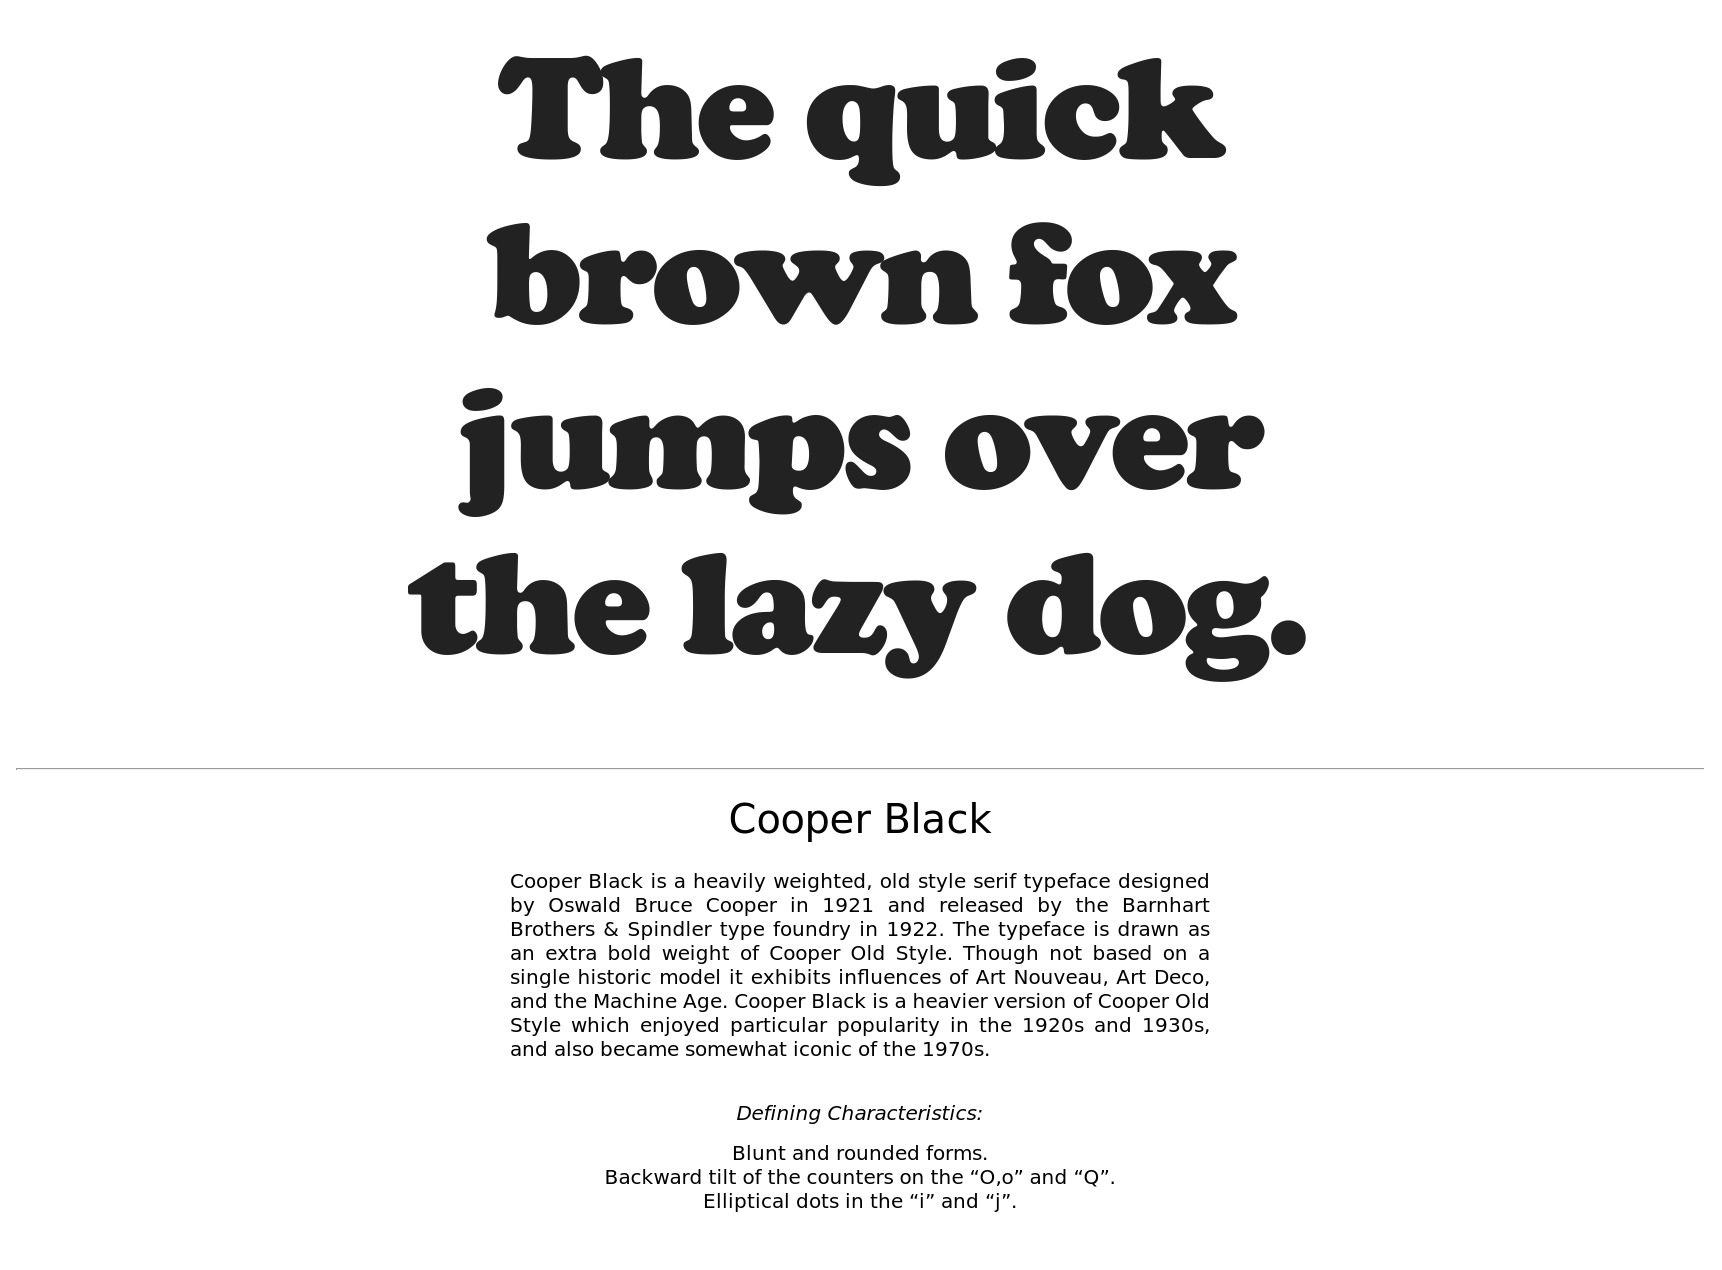 The quick
brown fox
jumps over
the lazy dog.
Cooper Black
Cooper Black is a heavily weighted, old style serif typeface designed
by Oswald Bruce Cooper in 1921 and released by the Barnhart
Brothers & Spindler type foundry in 1922. The typeface is drawn as
an extra bold weight of Cooper Old Style. Though not based on a
single historic model it exhibits influences of Art Nouveau, Art Deco,
and the Machine Age. Cooper Black is a heavier version of Cooper Old
Style which enjoyed particular popularity in the 1920s and 1930s,
and also became somewhat iconic of the 1970s.
Defining Characteristics:
Blunt and rounded forms.
Backward tilt of the counters on the “O,o” and “Q”.
Elliptical dots in the “i” and “j”.